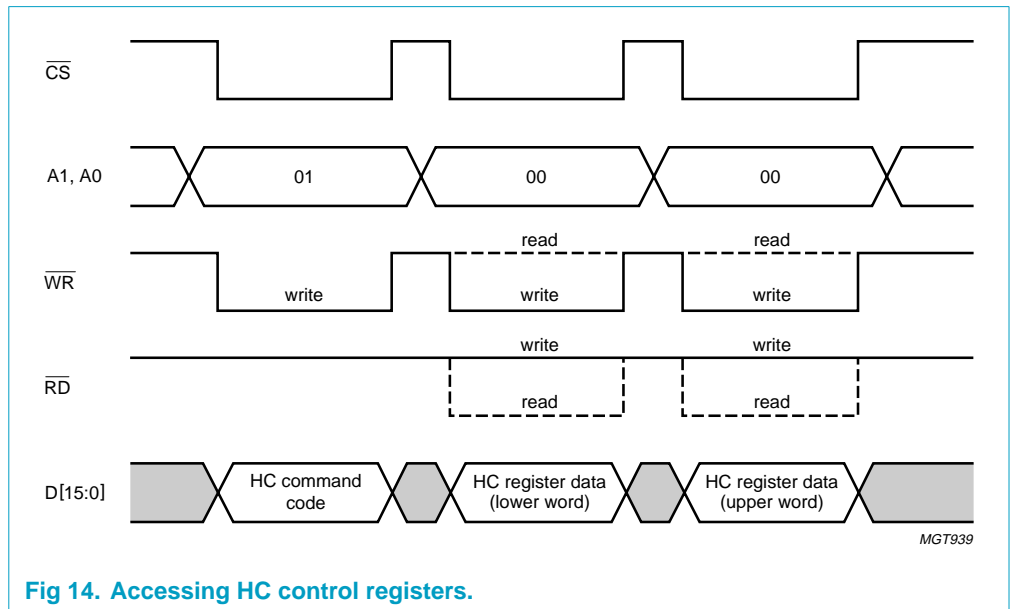 CS
A1, A0
01
00
00
read
read
WR
write
write
write
write
write
RD
read
read
D[15:0]
HC command
code
HC register data
(lower word)
HC register data
(upper word)
MGT939
Fig 14. Accessing HC control registers.